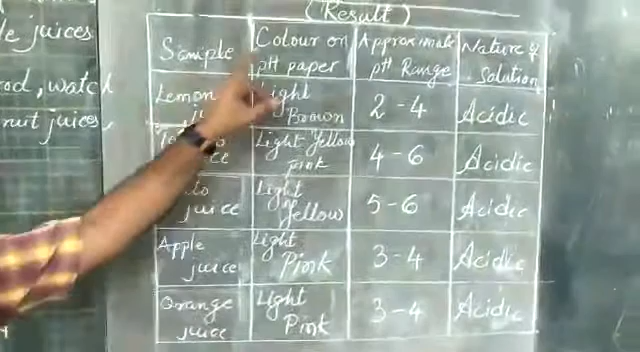 (Result)
le juices
od, watch
ruit juices,
Sample
Colour on
pH paper
Approximate
pH Range
Nature of
solution
Lemon
Light
Brown
2-4
Acidic
Light Yellow
pink
4-6
Acidic
juice
Light
Yellow
5-6
Acidic
Apple
juice
Light
Pink
3-4
Acidic
Orange
juice
Light
Pink
3-4
Acidic